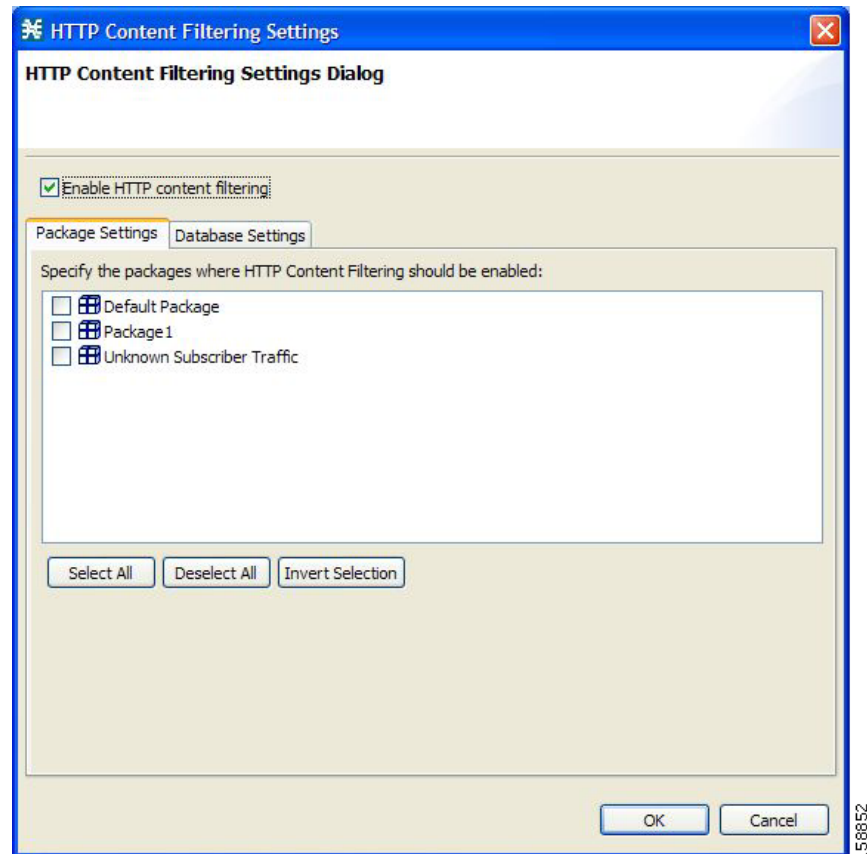 HTTP Content Filtering Settings
HTTP Content Filtering Settings Dialog
Enable HTTP content filtering
Package Settings
Database Settings
Specify the packages where HTTP Content Filtering should be enabled:
Default Package
Package1
Unknown Subscriber Traffic
Select All
Deselect All
Invert Selection
OK
Cancel
58852